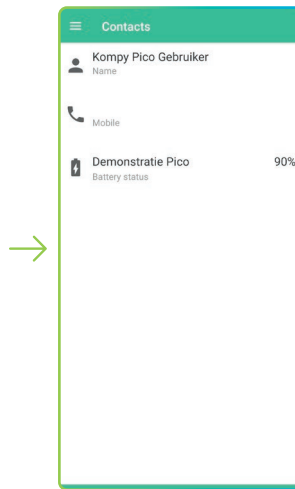 Contacts
Kompy Pico Gebruiker
Name
Mobile
Demonstratie Pico 90%
Battery status